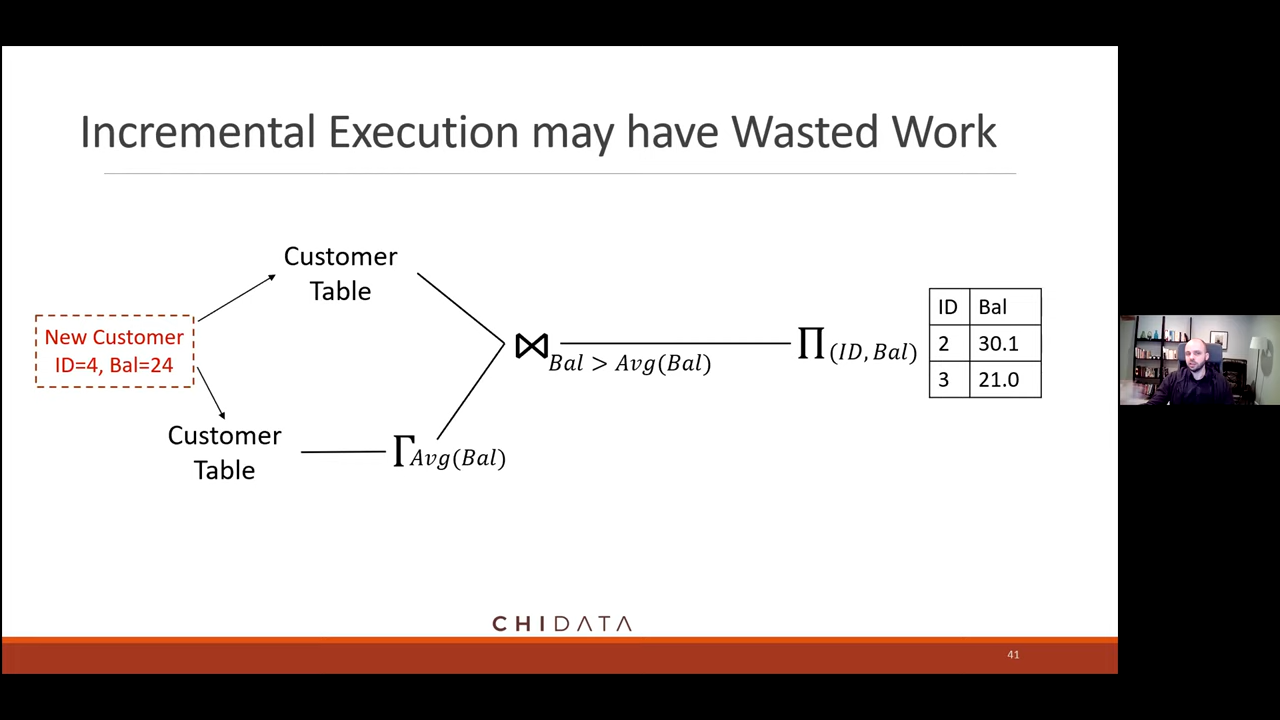 Incremental Execution may have Wasted Work
Customer
Table
New Customer
ID=4, Bal=24
Customer
Table
Γ Avg(Bal)
⋈ Bal > Avg(Bal)
Π (ID, Bal)
ID Bal
2 30.1
3 21.0
CHIDATA
41